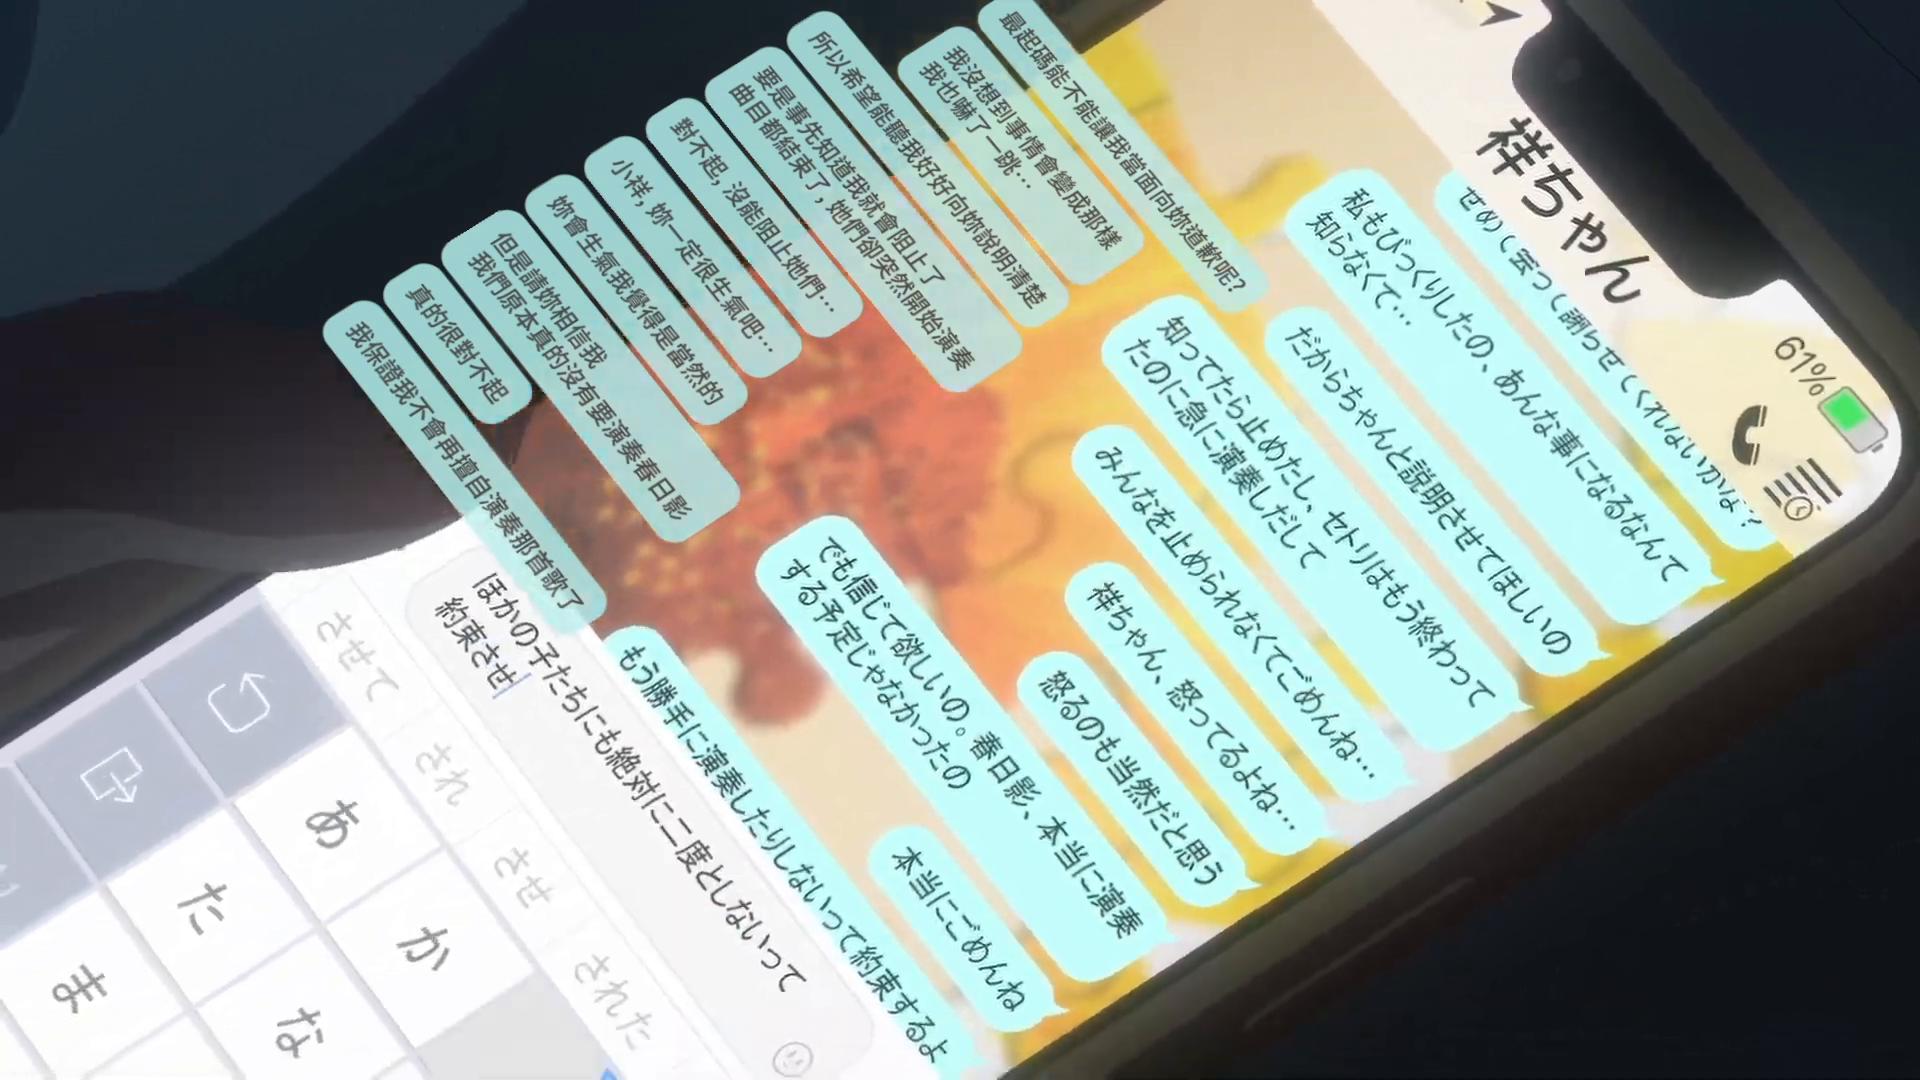 61%
祥ちゃん
せめて会って謝らせてくれないかな?
私もびっくりしたの、あんな事になるなんて
知らなくて…
だからちゃんと説明させてほしいの
知ってたら止めたし、セトリはもう終わって
たのに急に演奏しだして
みんなを止められなくてごめんね…
祥ちゃん、怒ってるよね…
怒るのも当然だと思う
でも信じて欲しいの。春日影、本当に演奏
する予定じゃなかったの
本当にごめんね
もう勝手に演奏したりしないって約束するよ
ほかの子たちにも絶対に二度としないって
約束させ
最起碼能不能讓我當面向妳道歉呢?
我沒想到事情會變成那樣
我也嚇了一跳…
所以希望能聽我好好向妳說明清楚
要是事先知道我就會阻止了
曲目都結束了,她們卻突然開始演奏
對不起,沒能阻止她們…
小祥,妳一定很生氣吧…
妳會生氣我覺得是當然的
但是請妳相信我
我們原本真的沒有要演奏春日影
真的很對不起
我保證我不會再擅自演奏那首歌了
させて
され
させ
された
あ
か
た
な
ま